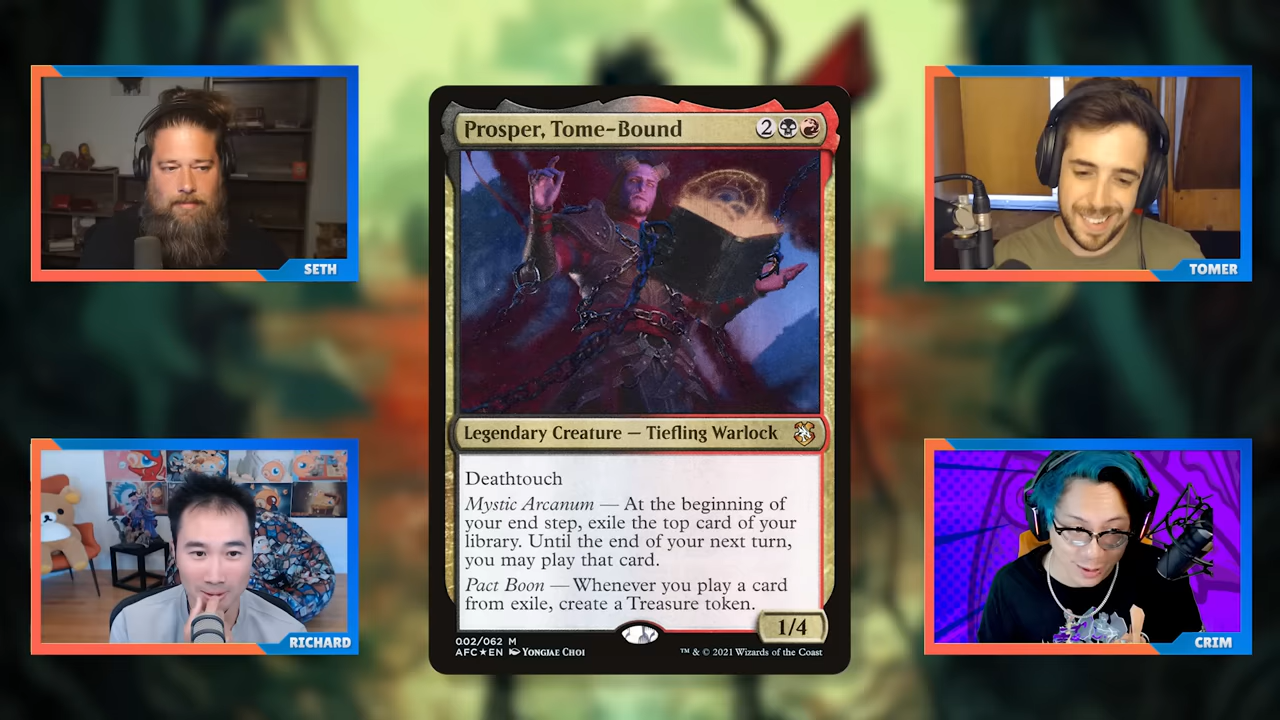 SETH
TOMER
Prosper, Tome-Bound 2
Legendary Creature — Tiefling Warlock
Deathtouch
Mystic Arcanum — At the beginning of
your end step, exile the top card of your
library. Until the end of your next turn,
you may play that card.
Pact Boon — Whenever you play a card
from exile, create a Treasure token.
1/4
002/062 M
AFC ★ EN Yongjae Choi
™ & © 2021 Wizards of the Coast
RICHARD
CRIM